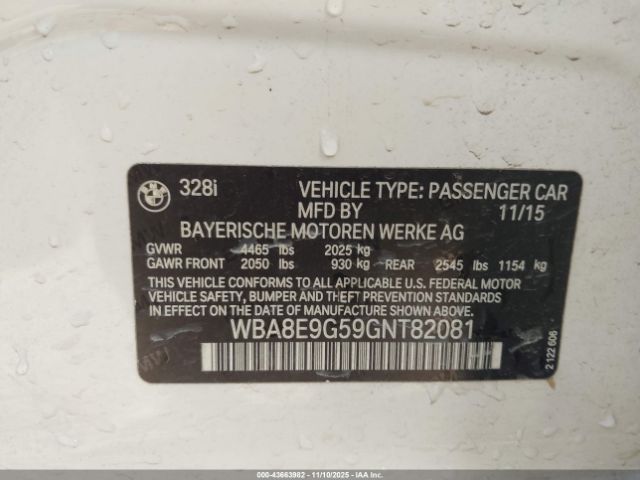 BMW 328i VEHICLE TYPE: PASSENGER CAR
MFD BY 11/15
BAYERISCHE MOTOREN WERKE AG
GVWR 4465 lbs 2025 kg
GAWR FRONT 2050 lbs 930 kg REAR 2545 lbs 1154 kg
THIS VEHICLE CONFORMS TO ALL APPLICABLE U.S. FEDERAL MOTOR
VEHICLE SAFETY, BUMPER AND THEFT PREVENTION STANDARDS
IN EFFECT ON THE DATE OF MANUFACTURE SHOWN ABOVE.
WBA8E9G59GNT82081
2 122 606
000-43663982 - 11/10/2025 - IAAI.COM